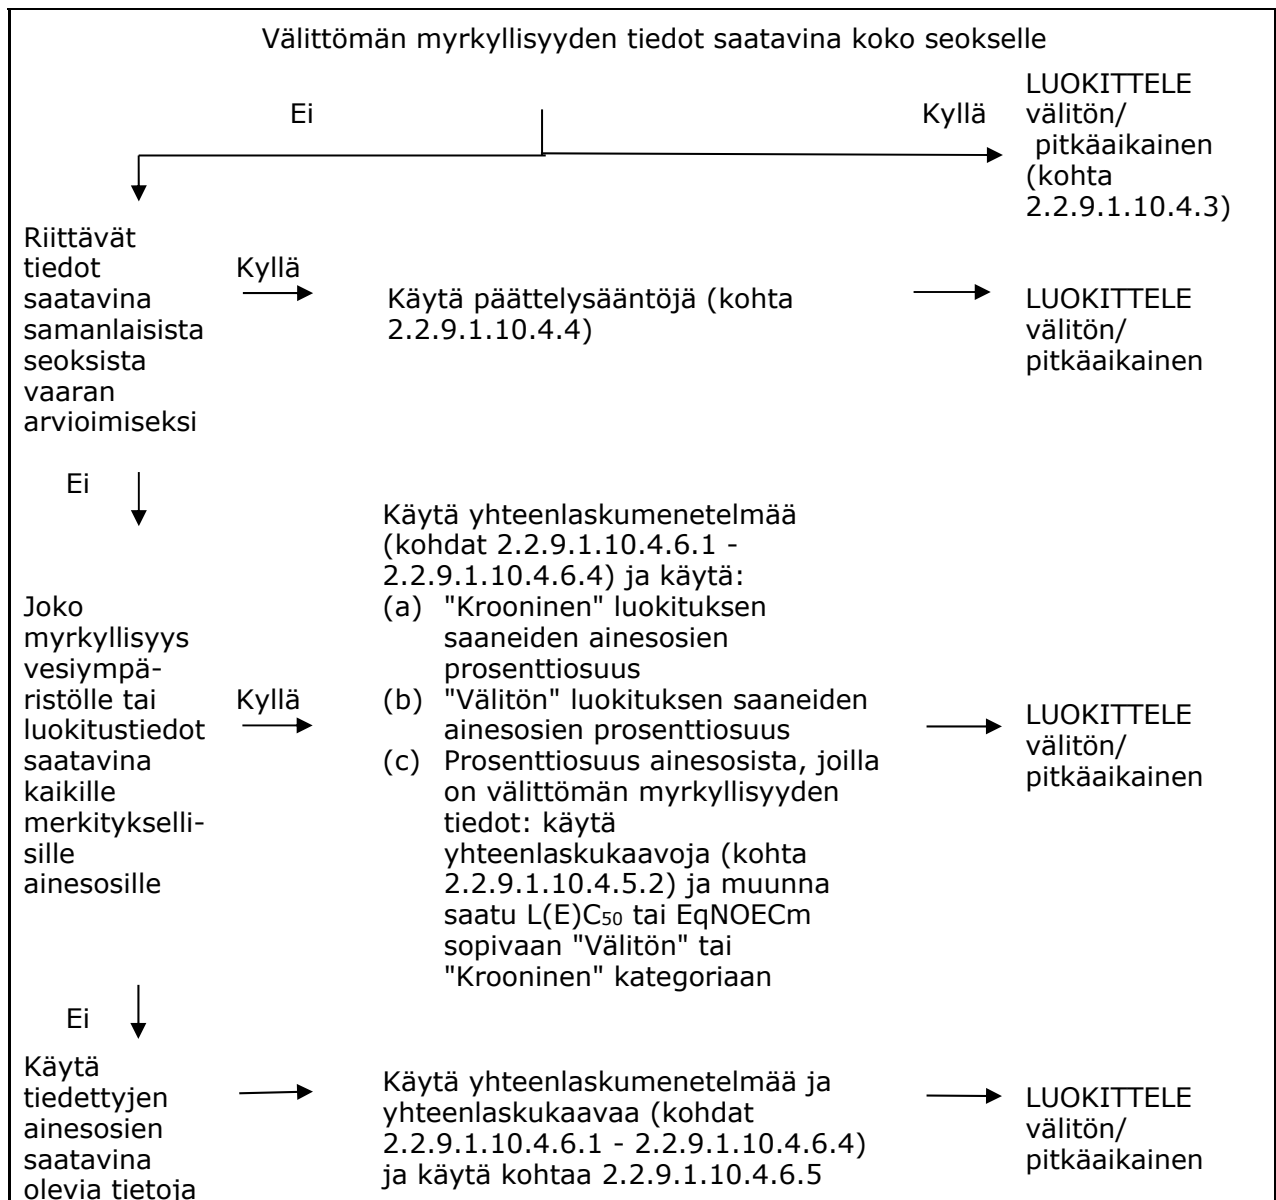 Välittömän myrkyllisyyden tiedot saatavina koko seokselle
Ei
Kyllä
LUOKITTELE
välitön/
pitkäaikainen
(kohta
2.2.9.1.10.4.3)
Riittävät
tiedot
saatavina
samanlaisista
seoksista
vaaran
arvioimiseksi
Kyllä
Käytä päättelysääntöjä (kohta
2.2.9.1.10.4.4)
LUOKITTELE
välitön/
pitkäaikainen
Ei
Joko
myrkyllisyys
vesiympä-
ristölle tai
luokitustiedot
saatavina
kaikille
merkitykselli-
sille
ainesosille
Kyllä
Käytä yhteenlaskumenetelmää
(kohdat 2.2.9.1.10.4.6.1 -
2.2.9.1.10.4.6.4) ja käytä:
(a) "Krooninen" luokituksen
saaneiden ainesosien
prosenttiosuus
(b) "Välitön" luokituksen saaneiden
ainesosien prosenttiosuus
(c) Prosenttiosuus ainesosista, joilla
on välittömän myrkyllisyyden
tiedot: käytä
yhteenlaskukaavoja (kohta
2.2.9.1.10.4.5.2) ja muunna
saatu L(E)C₅₀ tai EqNOECm
sopivaan "Välitön" tai
"Krooninen" kategoriaan
LUOKITTELE
välitön/
pitkäaikainen
Ei
Käytä
tiedettyjen
ainesosien
saatavina
olevia tietoja
Käytä yhteenlaskumenetelmää ja
yhteenlaskukaavaa (kohdat
2.2.9.1.10.4.6.1 - 2.2.9.1.10.4.6.4)
ja käytä kohtaa 2.2.9.1.10.4.6.5
LUOKITTELE
välitön/
pitkäaikainen